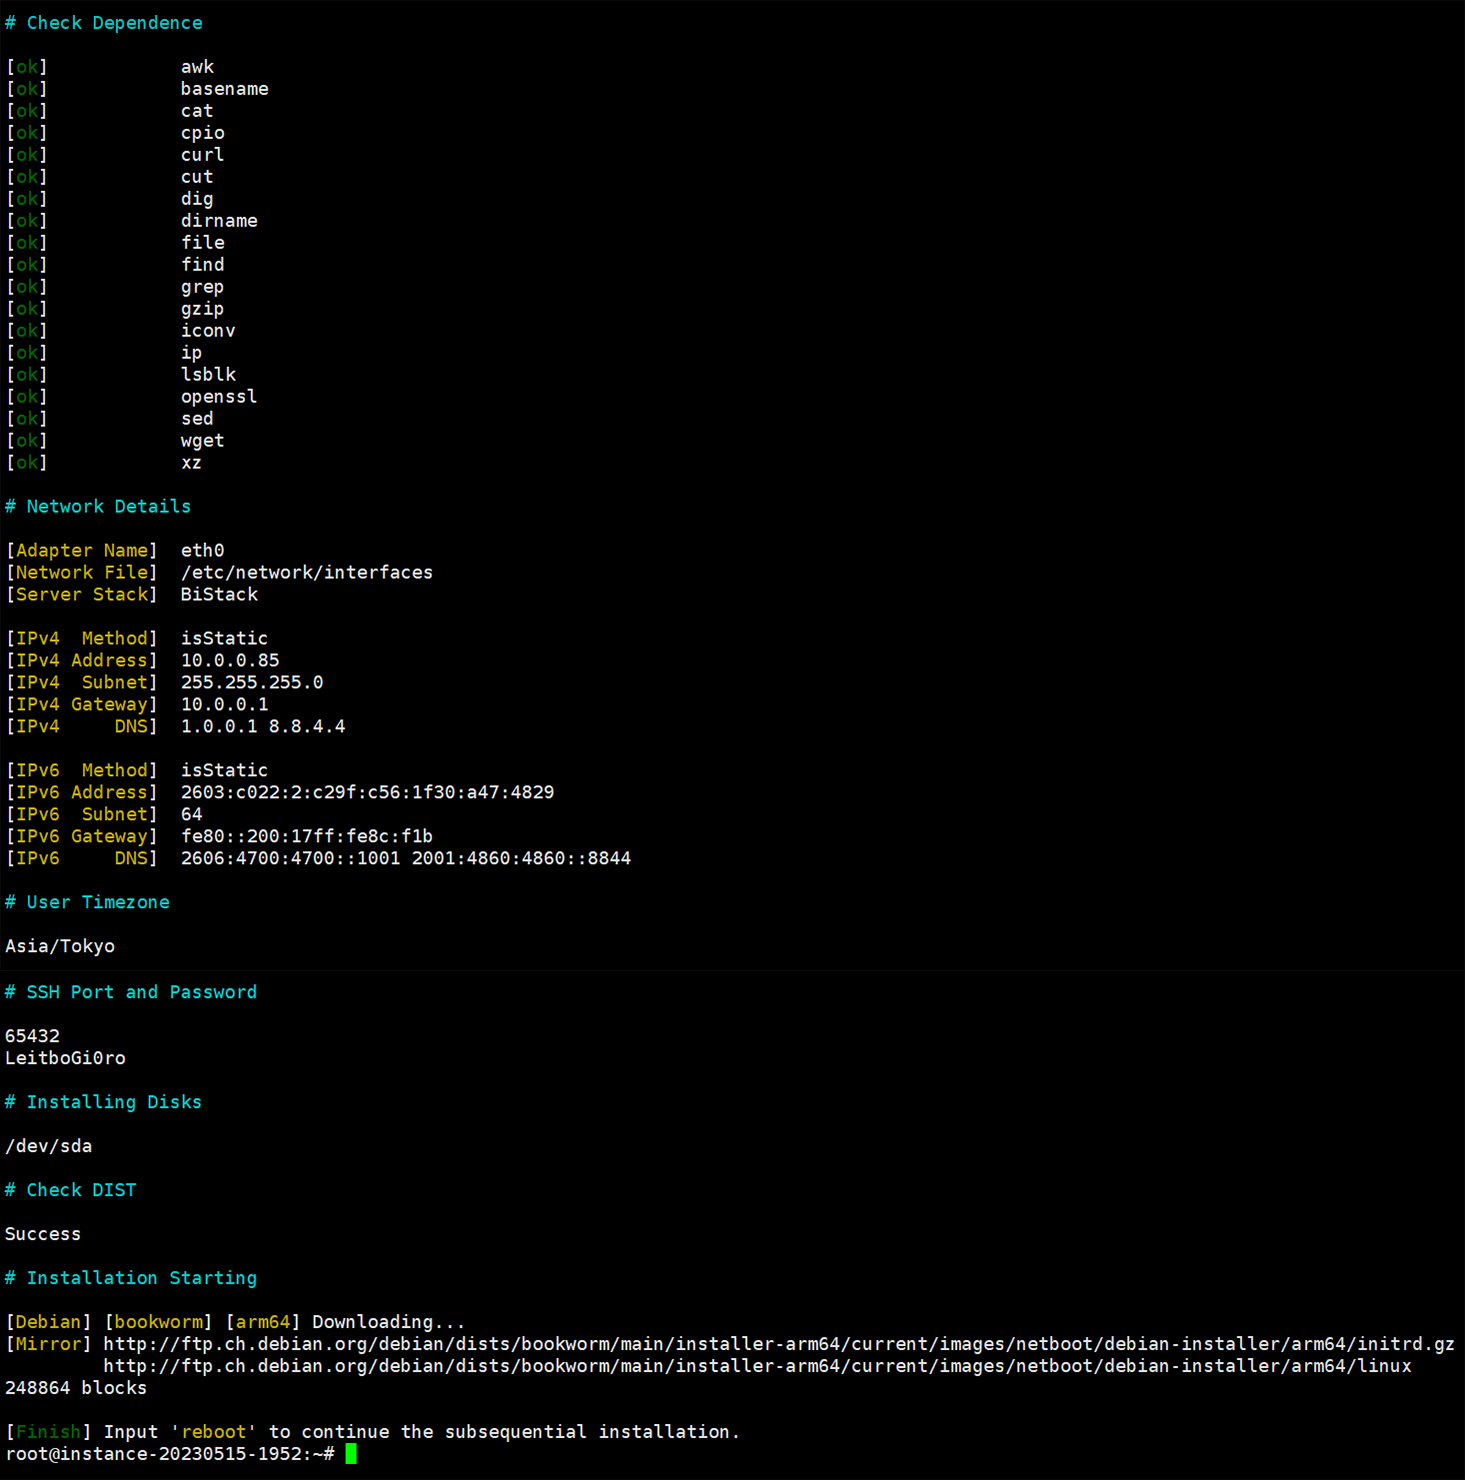 # Check Dependence
[ok] awk
[ok] basename
[ok] cat
[ok] cpio
[ok] curl
[ok] cut
[ok] dig
[ok] dirname
[ok] file
[ok] find
[ok] grep
[ok] gzip
[ok] iconv
[ok] ip
[ok] lsblk
[ok] openssl
[ok] sed
[ok] wget
[ok] xz
# Network Details
[Adapter Name] eth0
[Network File] /etc/network/interfaces
[Server Stack] BiStack
[IPv4  Method] isStatic
[IPv4 Address] 10.0.0.85
[IPv4  Subnet] 255.255.255.0
[IPv4 Gateway] 10.0.0.1
[IPv4     DNS] 1.0.0.1 8.8.4.4
[IPv6  Method] isStatic
[IPv6 Address] 2603:c022:2:c29f:c56:1f30:a47:4829
[IPv6  Subnet] 64
[IPv6 Gateway] fe80::200:17ff:fe8c:f1b
[IPv6     DNS] 2606:4700:4700::1001 2001:4860:4860::8844
# User Timezone
Asia/Tokyo
# SSH Port and Password
65432
LeitboGi0ro
# Installing Disks
/dev/sda
# Check DIST
Success
# Installation Starting
[Debian] [bookworm] [arm64] Downloading...
[Mirror] http://ftp.ch.debian.org/debian/dists/bookworm/main/installer-arm64/current/images/netboot/debian-installer/arm64/initrd.gz
http://ftp.ch.debian.org/debian/dists/bookworm/main/installer-arm64/current/images/netboot/debian-installer/arm64/linux
248864 blocks
[Finish] Input 'reboot' to continue the subsequential installation.
root@instance-20230515-1952:~#